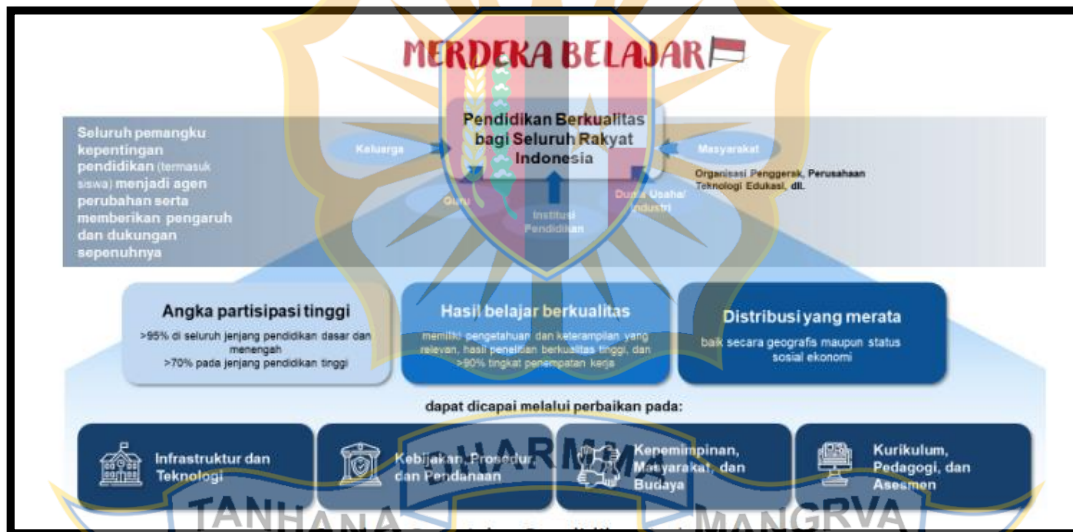 MERDEKA BELAJAR
Seluruh pemangku
kepentingan
pendidikan (termasuk
siswa) menjadi agen
perubahan serta
memberikan pengaruh
dan dukungan
sepenuhnya
Keluarga
Pendidikan Berkualitas
bagi Seluruh Rakyat
Indonesia
Masyarakat
Organisasi Penggerak, Perusahaan
Teknologi Edukasi, dll.
Guru
Institusi
Pendidikan
Dunia Usaha/
Industri
Angka partisipasi tinggi
>95% di seluruh jenjang pendidikan dasar dan
menengah
>70% pada jenjang pendidikan tinggi
Hasil belajar berkualitas
memiliki pengetahuan dan keterampilan yang
relevan, hasil penelitian berkualitas tinggi, dan
>90% tingkat penempatan kerja
Distribusi yang merata
baik secara geografis maupun status
sosial ekonomi
dapat dicapai melalui perbaikan pada:
Infrastruktur dan
Teknologi
Kebijakan, Prosedur,
dan Pendanaan
Kepemimpinan,
Masyarakat, dan
Budaya
Kurikulum,
Pedagogi, dan
Asesmen
TANHANA DHARMMA MANGRVA